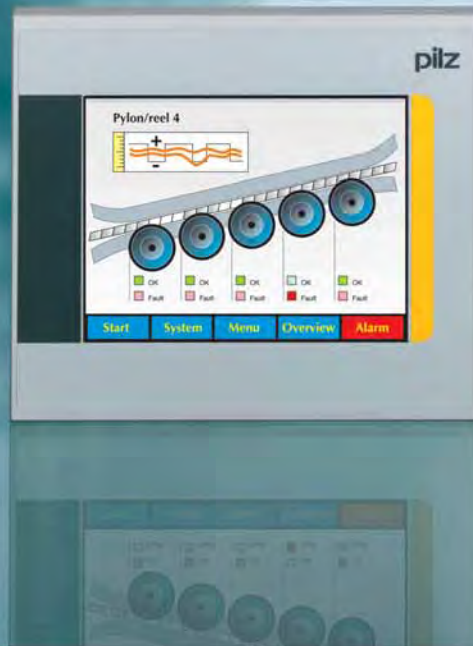 pilz
Pylon/reel 4
+
-
OK OK OK OK OK
Fault Fault Fault Fault Fault
Start System Menu Overview Alarm